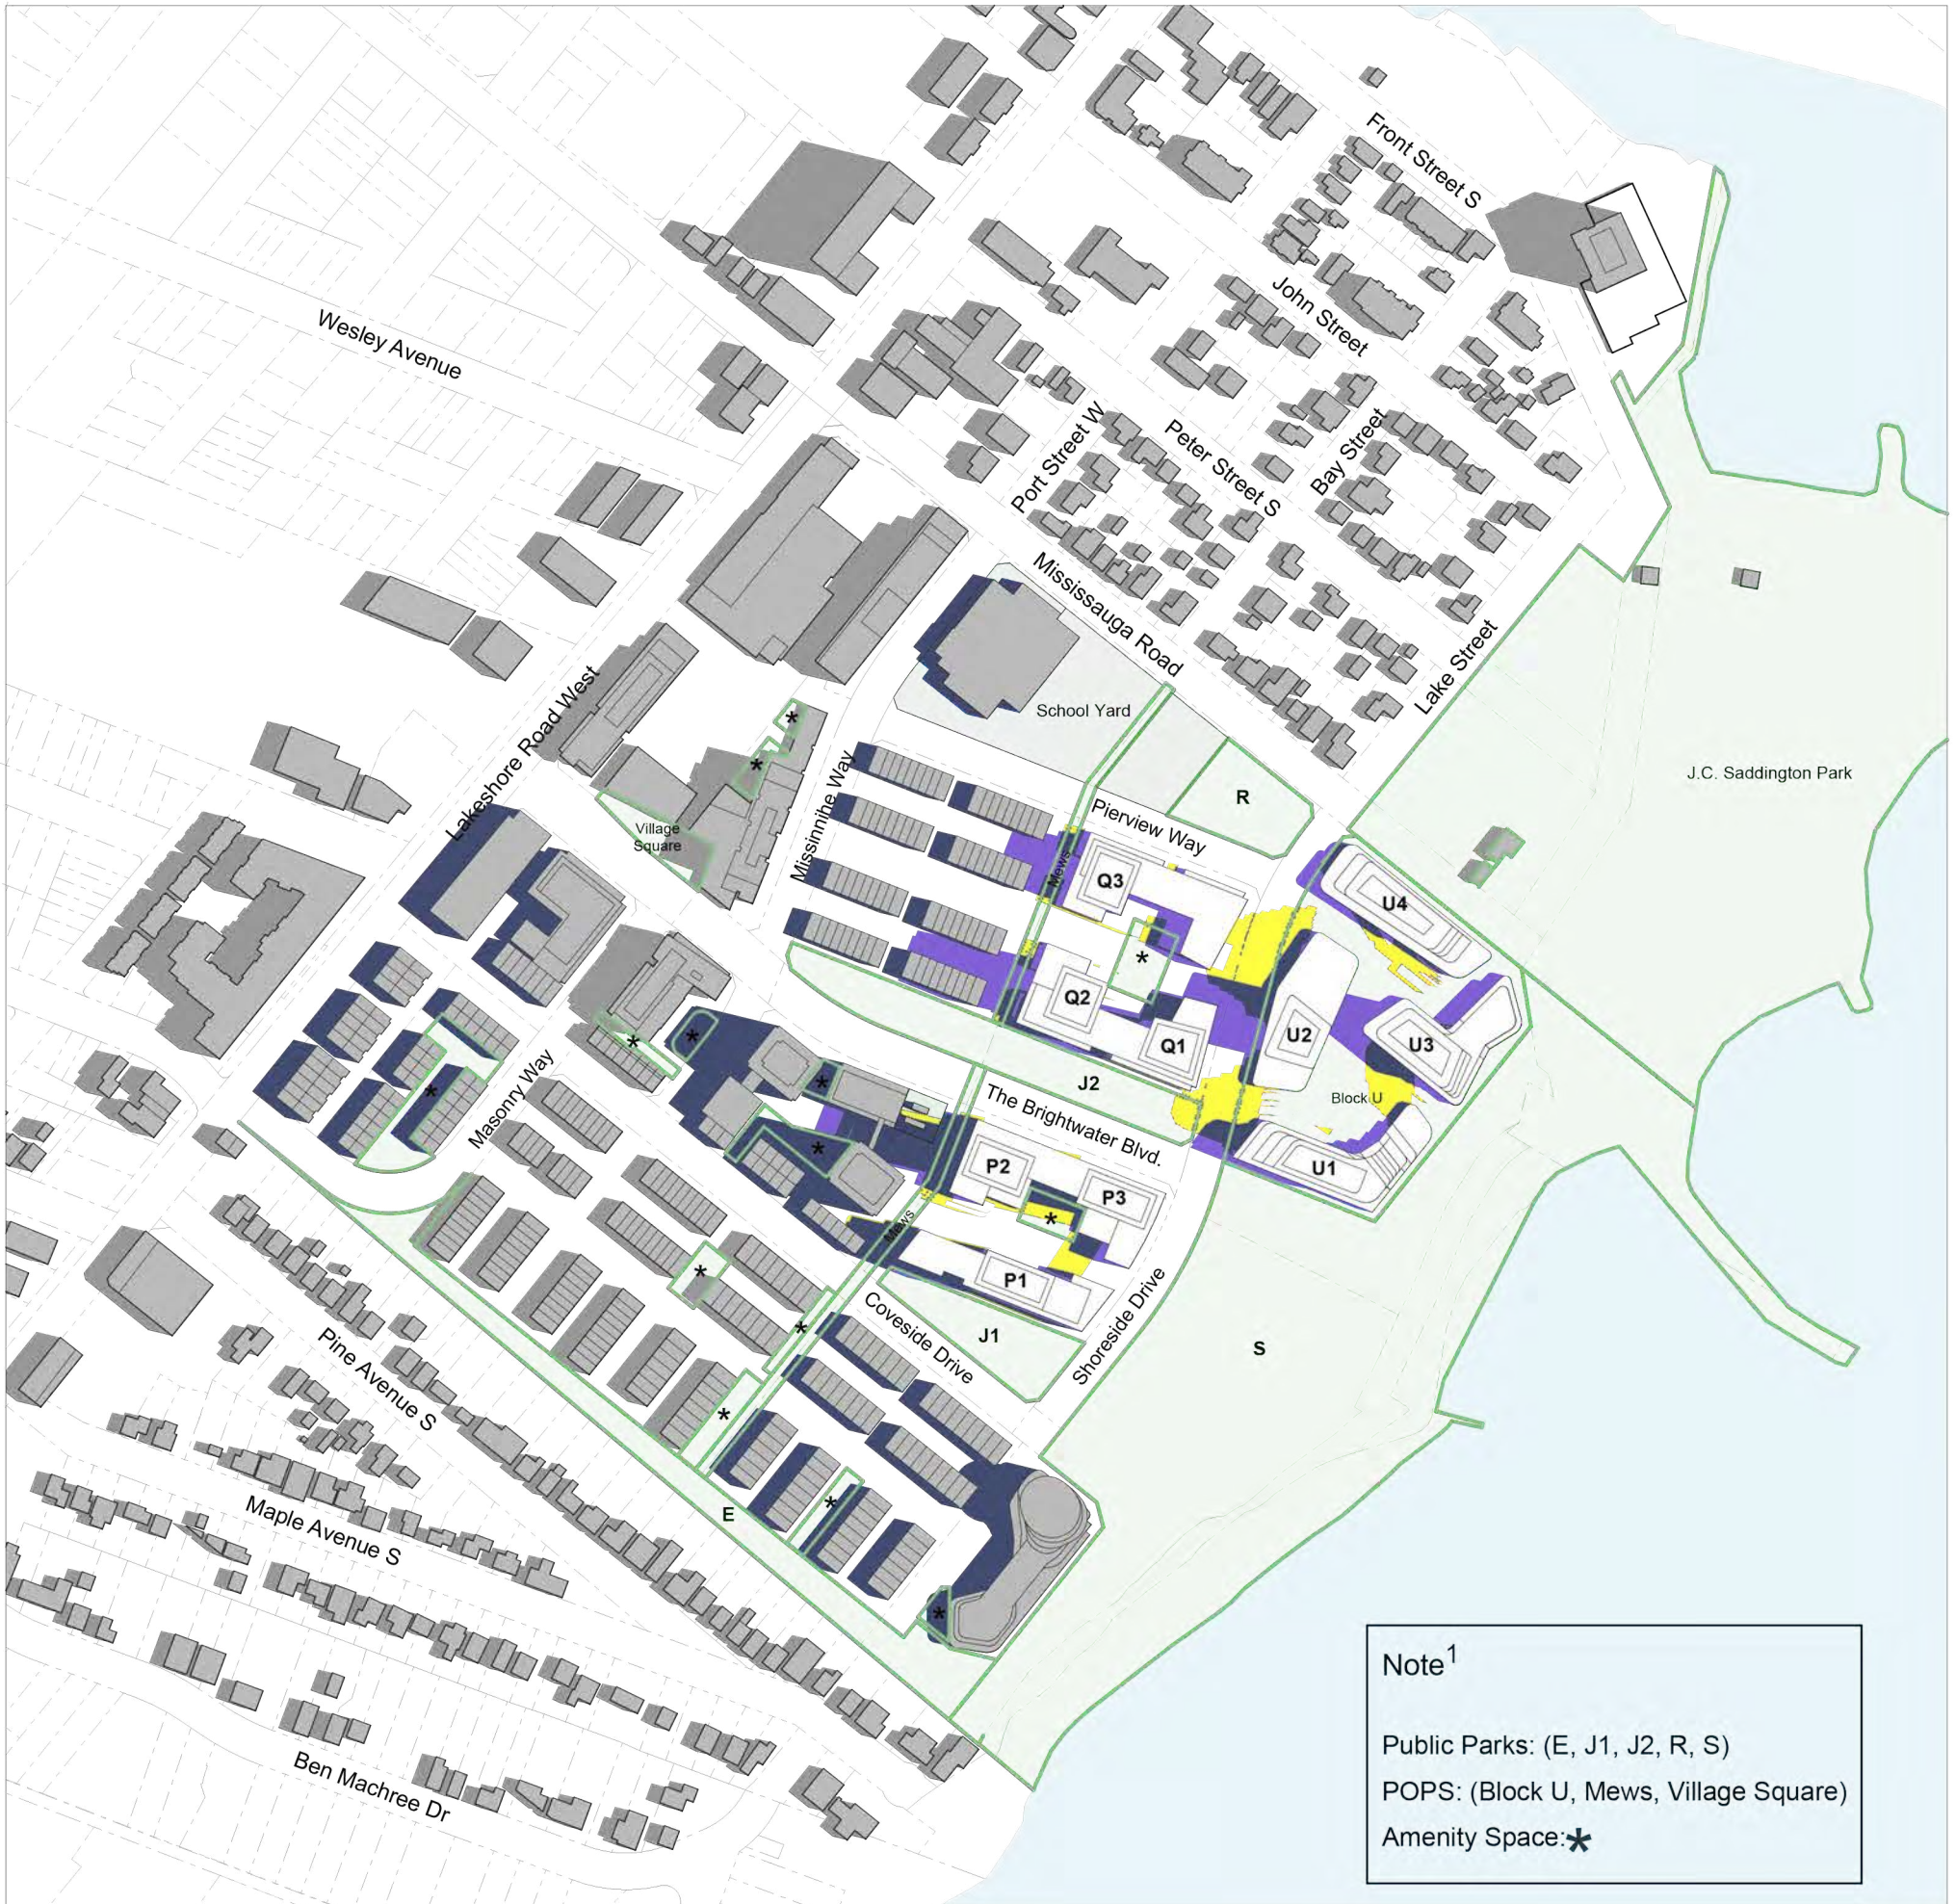 Front Street S
John Street
Wesley Avenue
Port Street W
Peter Street S
Bay Street
Mississauga Road
Lake Street
Lakeshore Road West
School Yard
J.C. Saddington Park
*
*
Village
Square
Missinnihe Way
R
Pierview Way
Mews
Q3
U4
*
Q2
Q1
U2
U3
*
*
Masonry Way
*
*
J2
Block U
The Brightwater Blvd.
*
P2
P3
U1
*
Mews
P1
*
*
Coveside Drive
J1
Shoreside Drive
S
Pine Avenue S
*
*
E
Maple Avenue S
*
Ben Machree Dr
Note1
Public Parks: (E, J1, J2, R, S)
POPS: (Block U, Mews, Village Square)
Amenity Space:*